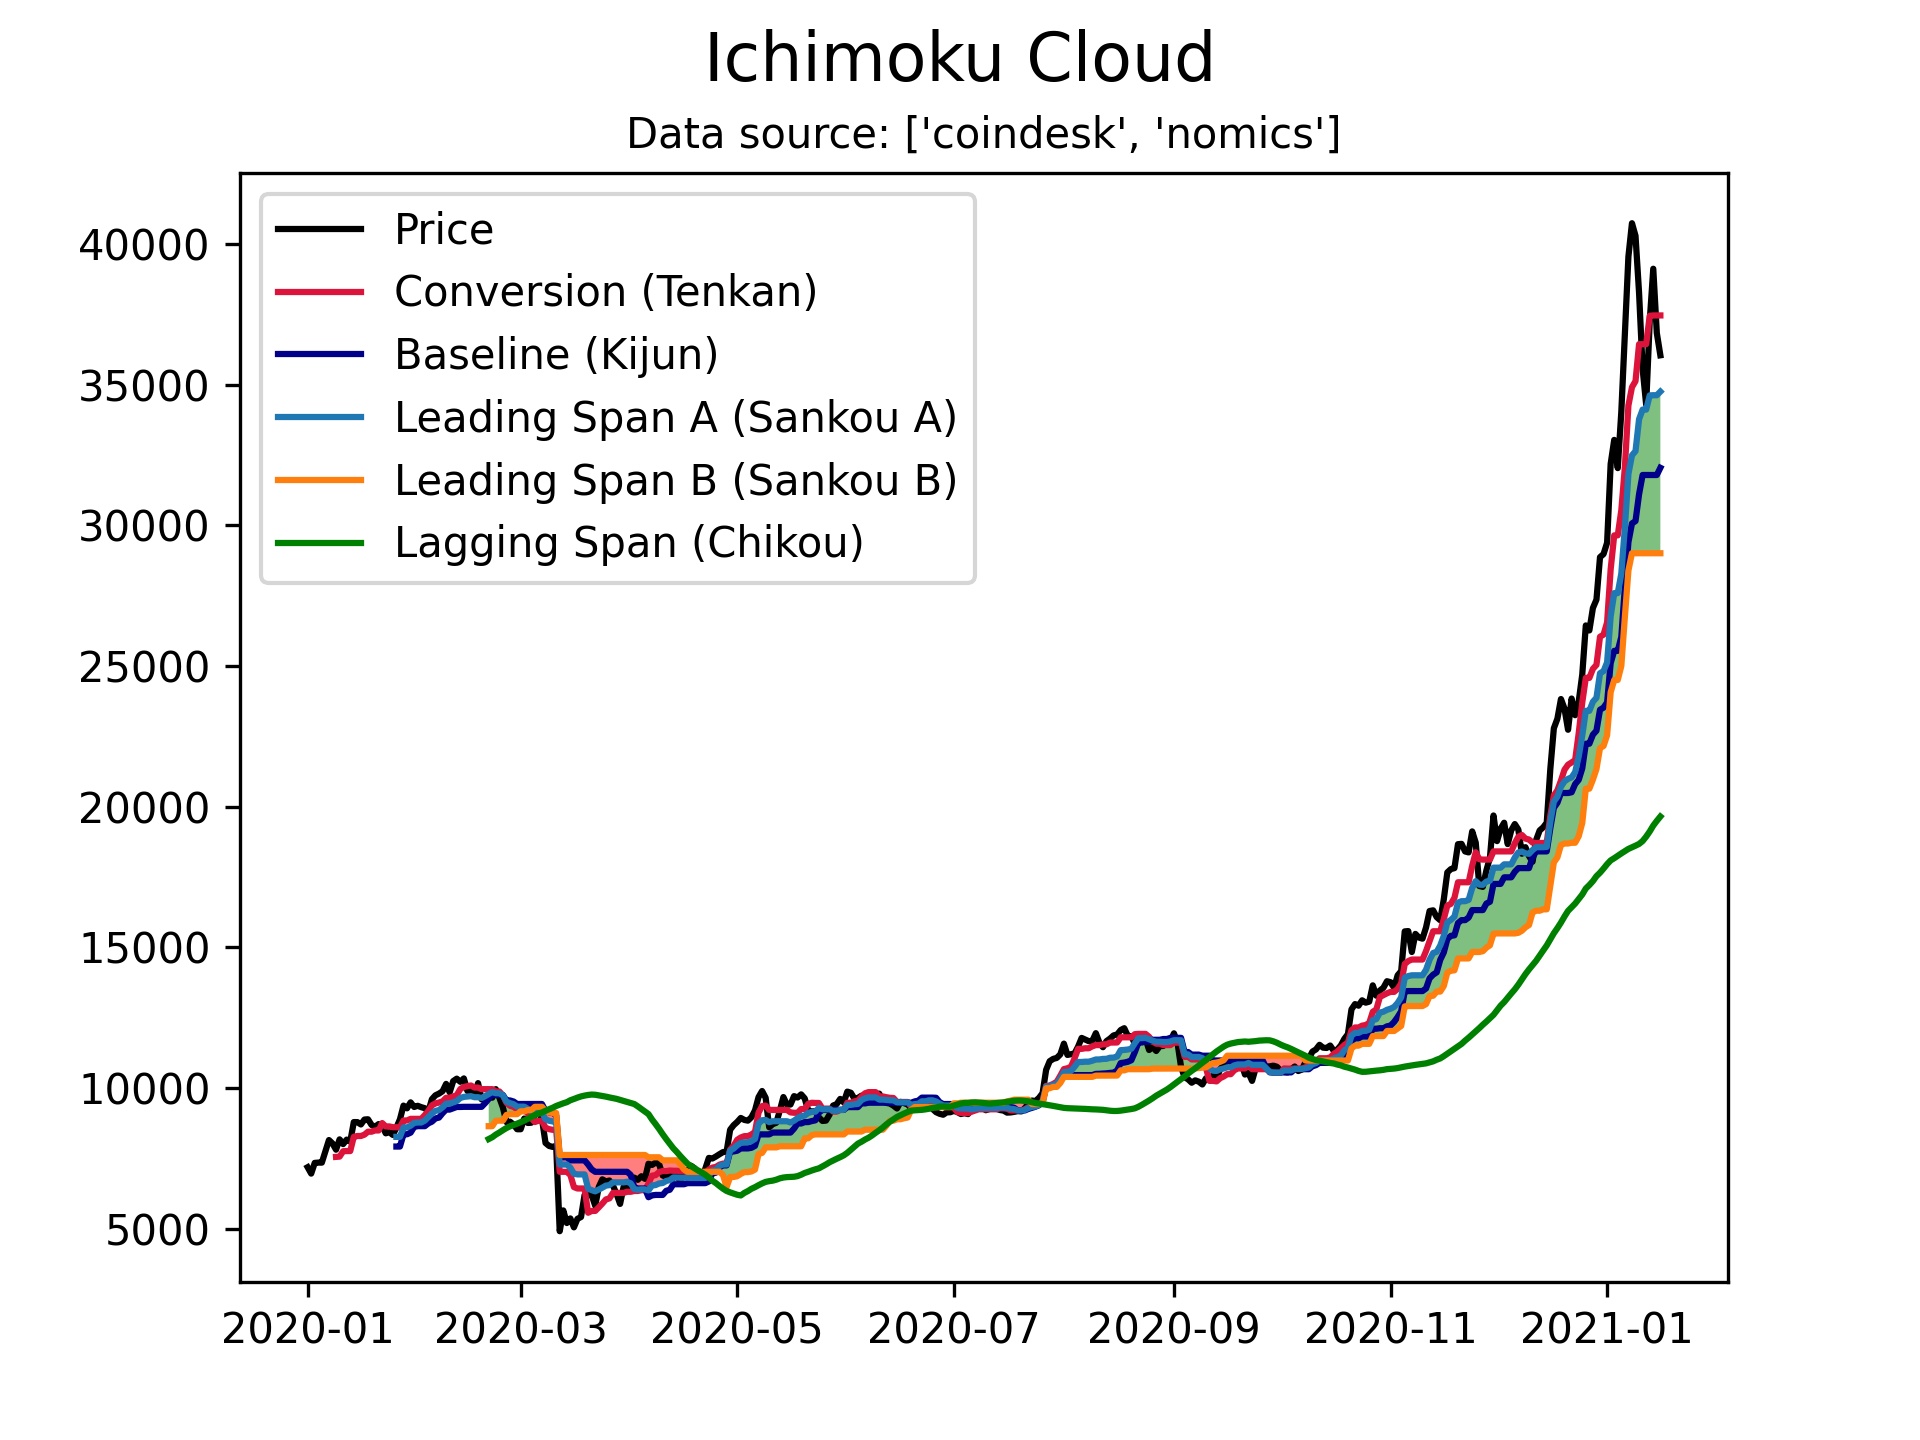 Ichimoku Cloud
Data source: ['coindesk', 'nomics']
Price
Conversion (Tenkan)
Baseline (Kijun)
Leading Span A (Sankou A)
Leading Span B (Sankou B)
Lagging Span (Chikou)
40000
35000
30000
25000
20000
15000
10000
5000
2020-01 2020-03 2020-05 2020-07 2020-09 2020-11 2021-01